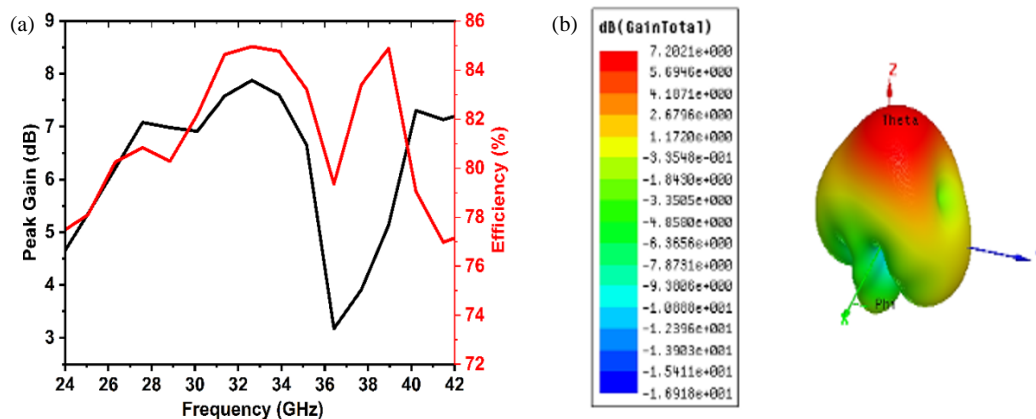 (a)
Peak Gain (dB)
9
8
7
6
5
4
3
24 26 28 30 32 34 36 38 40 42
Frequency (GHz)
86
84
82
80
78
76
74
72
Efficiency (%)
(b)
dB(GainTotal)
7.2021e+000
5.6946e+000
4.1871e+000
2.6796e+000
1.1720e+000
-3.3548e-001
-1.8430e+000
-3.3505e+000
-4.8580e+000
-6.3656e+000
-7.8731e+000
-9.3806e+000
-1.0888e+001
-1.2396e+001
-1.3903e+001
-1.5411e+001
-1.6918e+001
Z
Theta
Phi
X